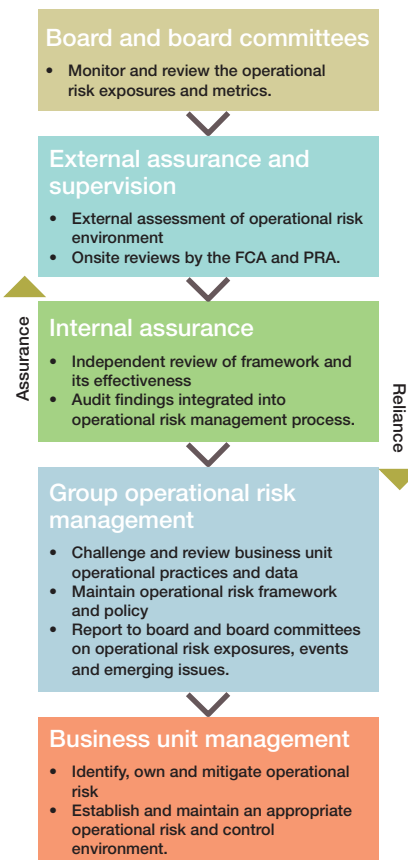 Board and board committees
• Monitor and review the operational
risk exposures and metrics.
External assurance and
supervision
• External assessment of operational risk
environment
• Onsite reviews by the FCA and PRA.
Assurance
Internal assurance
• Independent review of framework and
its effectiveness
• Audit findings integrated into
operational risk management process.
Reliance
Group operational risk
management
• Challenge and review business unit
operational practices and data
• Maintain operational risk framework
and policy
• Report to board and board committees
on operational risk exposures, events
and emerging issues.
Business unit management
• Identify, own and mitigate operational
risk
• Establish and maintain an appropriate
operational risk and control
environment.